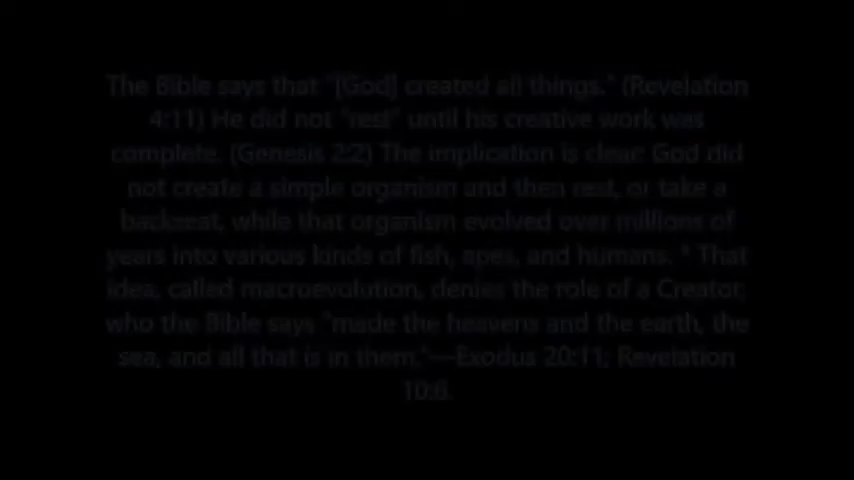 The Bible says that "[God] created all things." (Revelation
4:11) He did not "rest" until his creative work was
complete. (Genesis 2:2) The implication is clear: God did
not create a simple organism and then rest, or take a
backseat, while that organism evolved over millions of
years into various kinds of fish, apes, and humans. * That
idea, called macroevolution, denies the role of a Creator,
who the Bible says "made the heavens and the earth, the
sea, and all that is in them."—Exodus 20:11; Revelation
10:6.